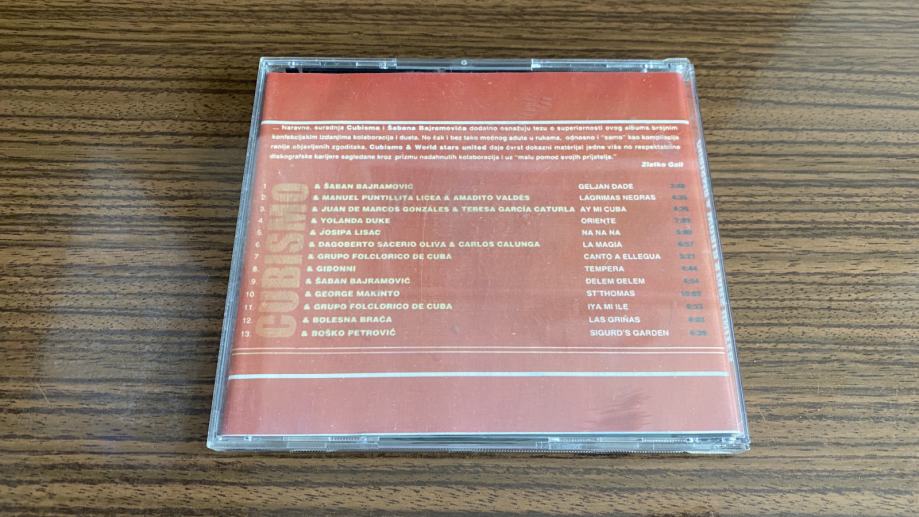 ... Naravno, suradnja Cubisma i Šabana Bajramovića dodatno osnažuju tezu o superiornosti ovog albuma brojnim
konfekcijskim izdanjima kolaboracija i dueta. No čak i bez tako moćnog aduta u rukama, odnosno i "samo" kao kompilacija
ranije objavljenih zgoditaka, Cubismo & World stars united daje čvrst dokazni materijal jedne više no respektabilne
diskografske karijere sagledane kroz prizmu nadahnutih kolaboracija i uz "malu pomoć svojih prijatelja."
Zlatko Gall
CUBISMO
1. & ŠABAN BAJRAMOVIĆ GELJAN DADE
2. & MANUEL PUNTILLITA LICEA & AMADITO VALDÉS LÁGRIMAS NEGRAS
3. & JUAN DE MARCOS GONZÁLES & TERESA GARCÍA CATURLA AY MI CUBA
4. & YOLANDA DUKE ORIENTE
5. & JOSIPA LISAC NA NA NA
6. & DAGOBERTO SACERIO OLIVA & CARLOS CALUNGA LA MAGIA
7. & GRUPO FOLCLORICO DE CUBA CANTO A ELLEGUA
8. & GIBONNI TEMPERA
9. & ŠABAN BAJRAMOVIĆ DELEM DELEM
10. & GEORGE MAKINTO ST'THOMAS
11. & GRUPO FOLCLORICO DE CUBA IYA MI ILE
12. & BOLESNA BRAĆA LAS GRIÑAS
13. & BOŠKO PETROVIĆ SIGURD'S GARDEN